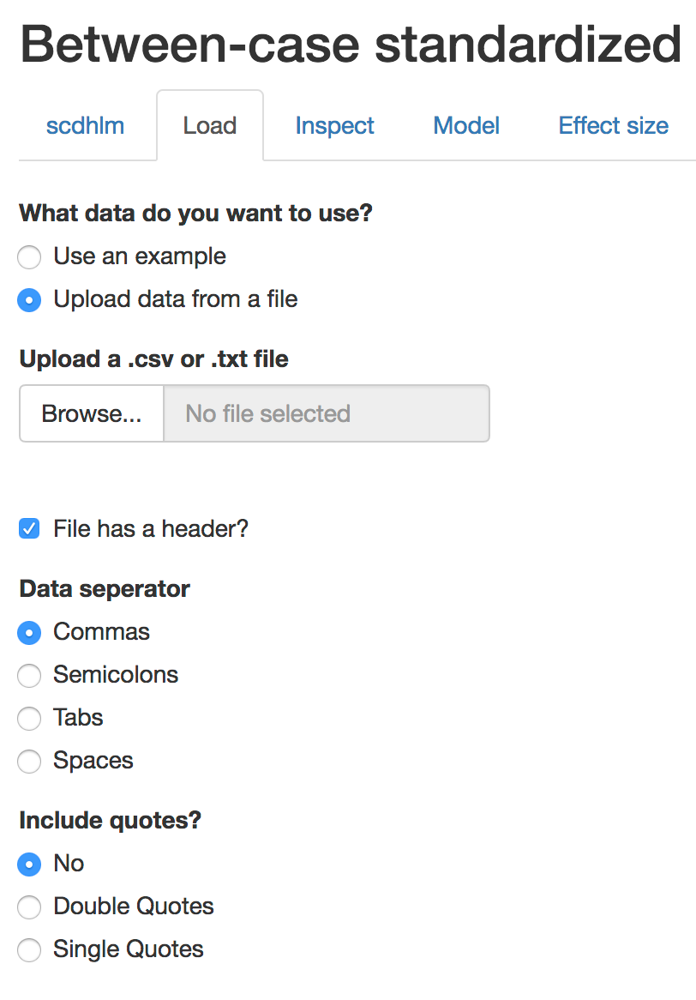 Between-case standardized
scdhlm Load Inspect Model Effect size
What data do you want to use?
Use an example
Upload data from a file
Upload a .csv or .txt file
Browse... No file selected
File has a header?
Data seperator
Commas
Semicolons
Tabs
Spaces
Include quotes?
No
Double Quotes
Single Quotes